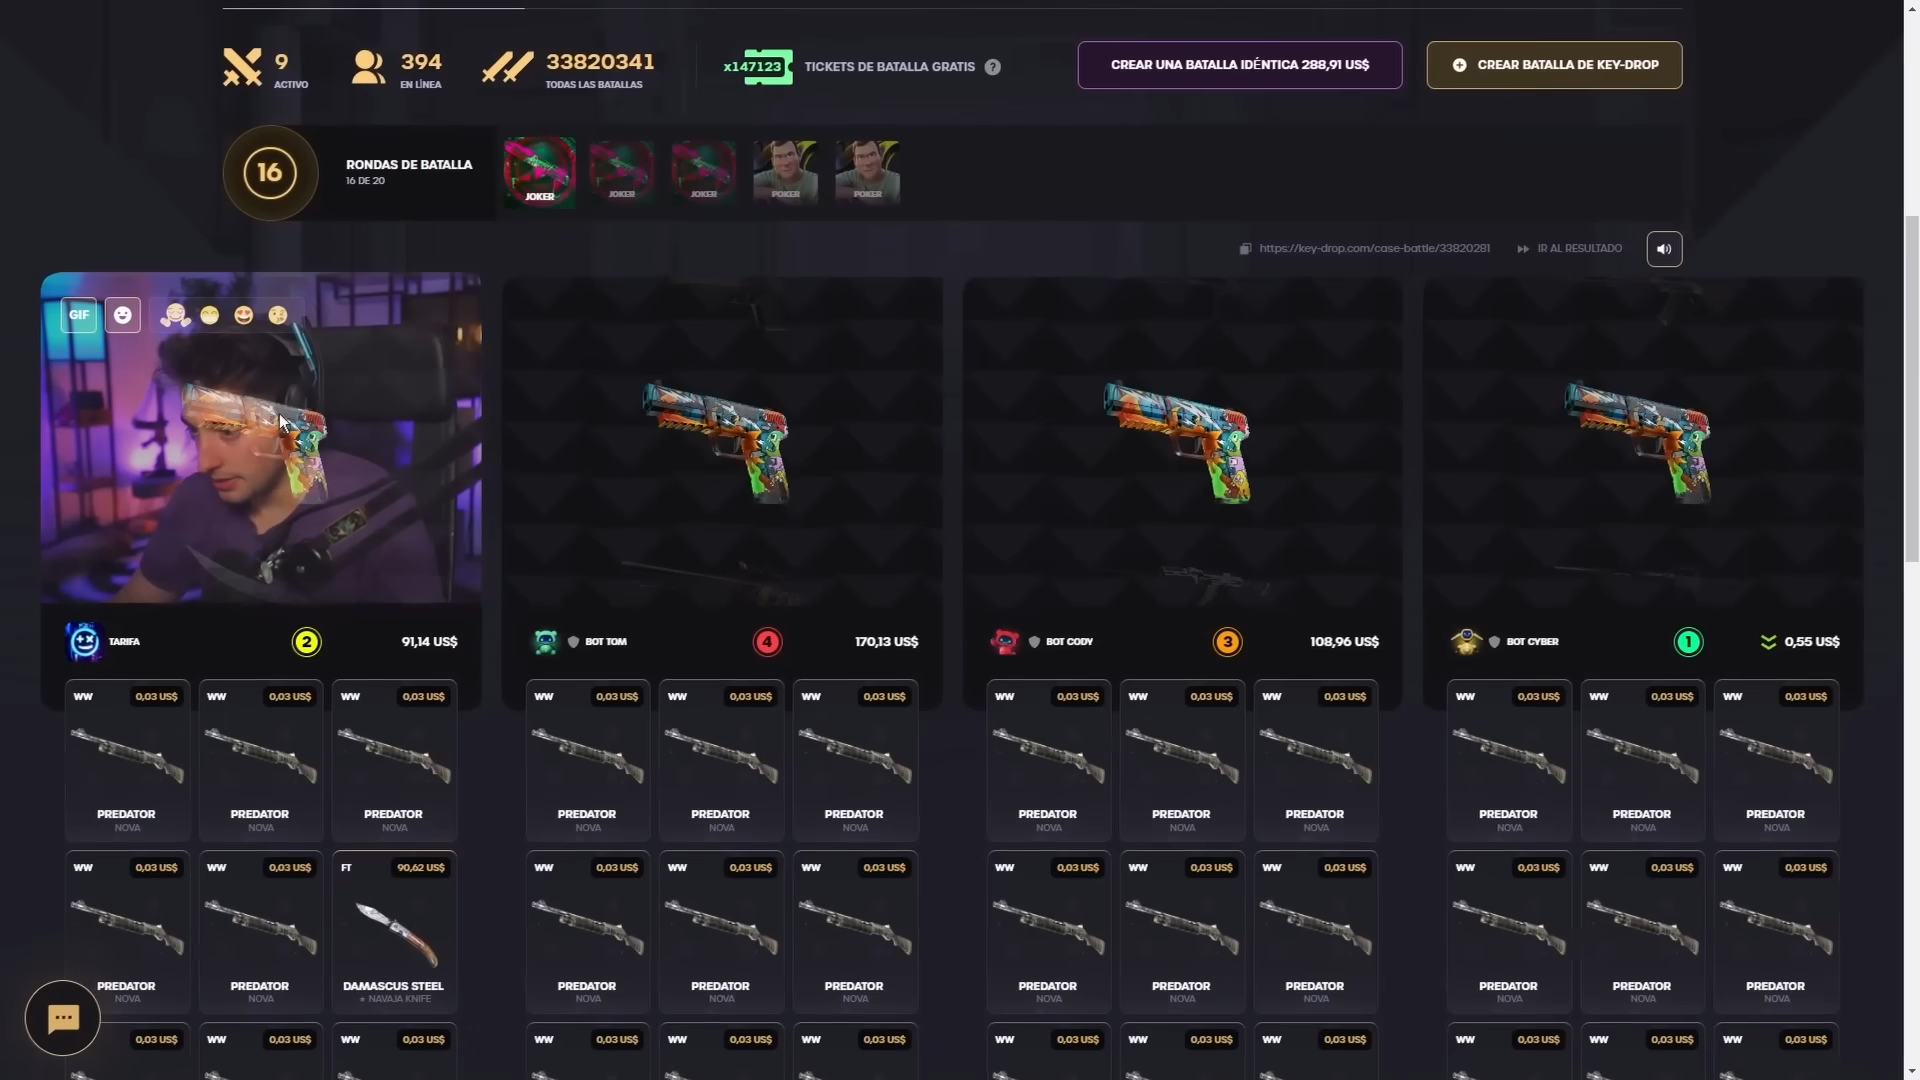 9
ACTIVO
394
EN LÍNEA
33820341
TODAS LAS BATALLAS
x147123
TICKETS DE BATALLA GRATIS
?
CREAR UNA BATALLA IDÉNTICA 288,91 US$
CREAR BATALLA DE KEY-DROP
16
RONDAS DE BATALLA
16 DE 20
JOKER
JOKER
JOKER
POKER
POKER
https://key-drop.com/case-battle/33820281
IR AL RESULTADO
GIF
TARIFA
2
91,14 US$
BOT TOM
4
170,13 US$
BOT CODY
3
108,96 US$
BOT CYBER
1
0,55 US$
WW 0,03 US$ WW 0,03 US$ WW 0,03 US$ WW 0,03 US$ WW 0,03 US$ WW 0,03 US$ WW 0,03 US$ WW 0,03 US$ WW 0,03 US$ WW 0,03 US$ WW 0,03 US$ WW 0,03 US$
PREDATOR PREDATOR PREDATOR PREDATOR PREDATOR PREDATOR PREDATOR PREDATOR PREDATOR PREDATOR PREDATOR PREDATOR
NOVA NOVA NOVA NOVA NOVA NOVA NOVA NOVA NOVA NOVA NOVA NOVA
WW 0,03 US$ WW 0,03 US$ FT 90,62 US$ WW 0,03 US$ WW 0,03 US$ WW 0,03 US$ WW 0,03 US$ WW 0,03 US$ WW 0,03 US$ WW 0,03 US$ WW 0,03 US$ WW 0,03 US$
PREDATOR PREDATOR DAMASCUS STEEL PREDATOR PREDATOR PREDATOR PREDATOR PREDATOR PREDATOR PREDATOR PREDATOR PREDATOR
NOVA NOVA ★ NAVAJA KNIFE NOVA NOVA NOVA NOVA NOVA NOVA NOVA NOVA NOVA
0,03 US$ WW 0,03 US$ WW 0,03 US$ WW 0,03 US$ WW 0,03 US$ WW 0,03 US$ WW 0,03 US$ WW 0,03 US$ WW 0,03 US$ WW 0,03 US$ WW 0,03 US$ WW 0,03 US$